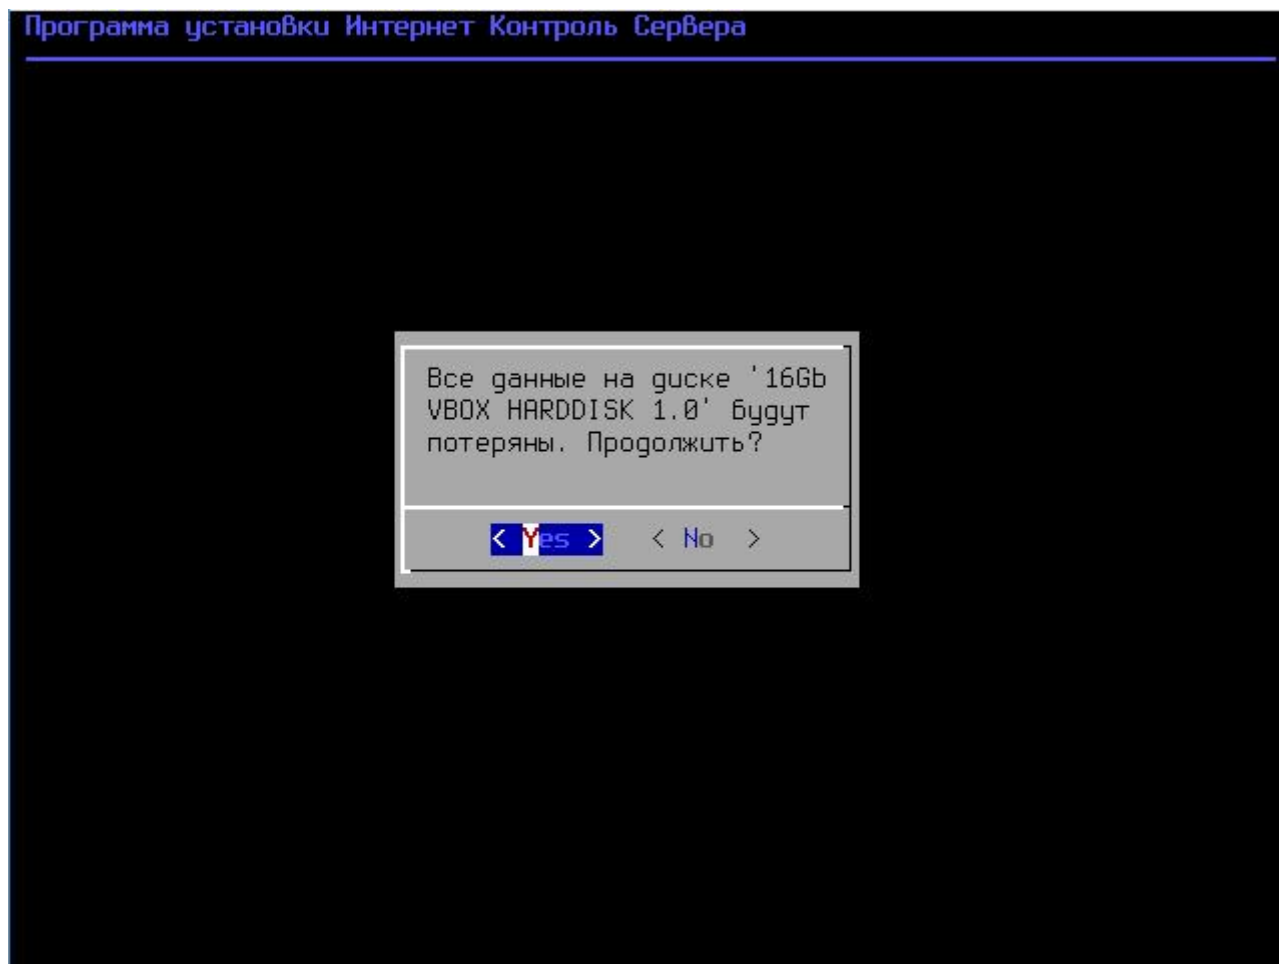 Программа установки Интернет Контроль Сервера
Все данные на диске '16Gb
VBOX HARDDISK 1.0' будут
потеряны. Продолжить?
< Yes > < No >